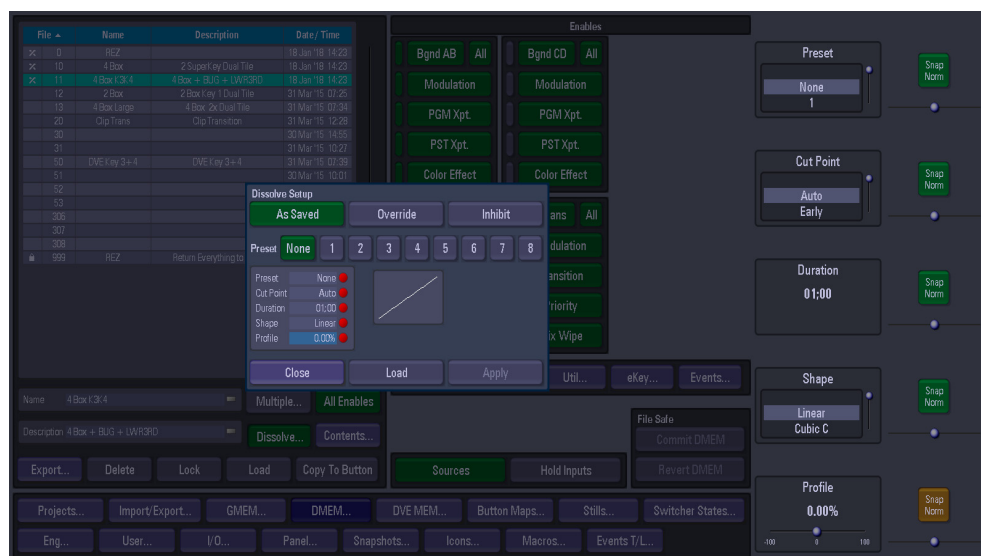 File Name Description Date/ Time
0 REZ 18 Jan '18 14:23
10 4 Box 2 SuperKey Dual Tile 18 Jan '18 14:23
11 4 Box K3K4 4 Box + BUG + LWR3RD 18 Jan '18 14:23
12 2 Box 2 Box Key 1 Dual Tile 31 Mar '15 07:25
13 4 Box Large 4 Box 2x Dual Tile 31 Mar '15 07:34
20 Clip Trans Clip Transition 31 Mar '15 12:28
30 30 Mar '15 14:55
31 31 Mar '15 10:27
50 DVE Key 3+4 DVE Key 3+4 31 Mar '15 07:39
51 30 Mar '15 10:01
52
53
306
307
308
999 REZ Return Everything to
Name 4 Box K3K4
Description 4 Box + BUG + LWR3RD
Multiple... All Enables
Dissolve... Contents...
Export... Delete Lock Load Copy To Button
Enables
Bgnd AB All Bgnd CD All
Modulation Modulation
PGM Xpt. PGM Xpt.
PST Xpt. PST Xpt.
Color Effect Color Effect
ans All
dulation
ansition
riority
ix Wipe
Util... eKey... Events...
File Safe
Commit DMEM
Sources Hold Inputs Revert DMEM
Dissolve Setup
As Saved Override Inhibit
Preset None 1 2 3 4 5 6 7 8
Preset None
Cut Point Auto
Duration 01:00
Shape Linear
Profile 0.00%
Close Load Apply
Projects... Import/Export... GMEM... DMEM... DVE MEM... Button Maps... Stills... Switcher States...
Eng... User... I/O... Panel... Snapshots... Icons... Macros... Events T/L...
Preset
None
1
Snap Norm
Cut Point
Auto
Early
Snap Norm
Duration
01;00
Snap Norm
Shape
Linear
Cubic C
Snap Norm
Profile
0.00%
-100 0 100
Snap Norm